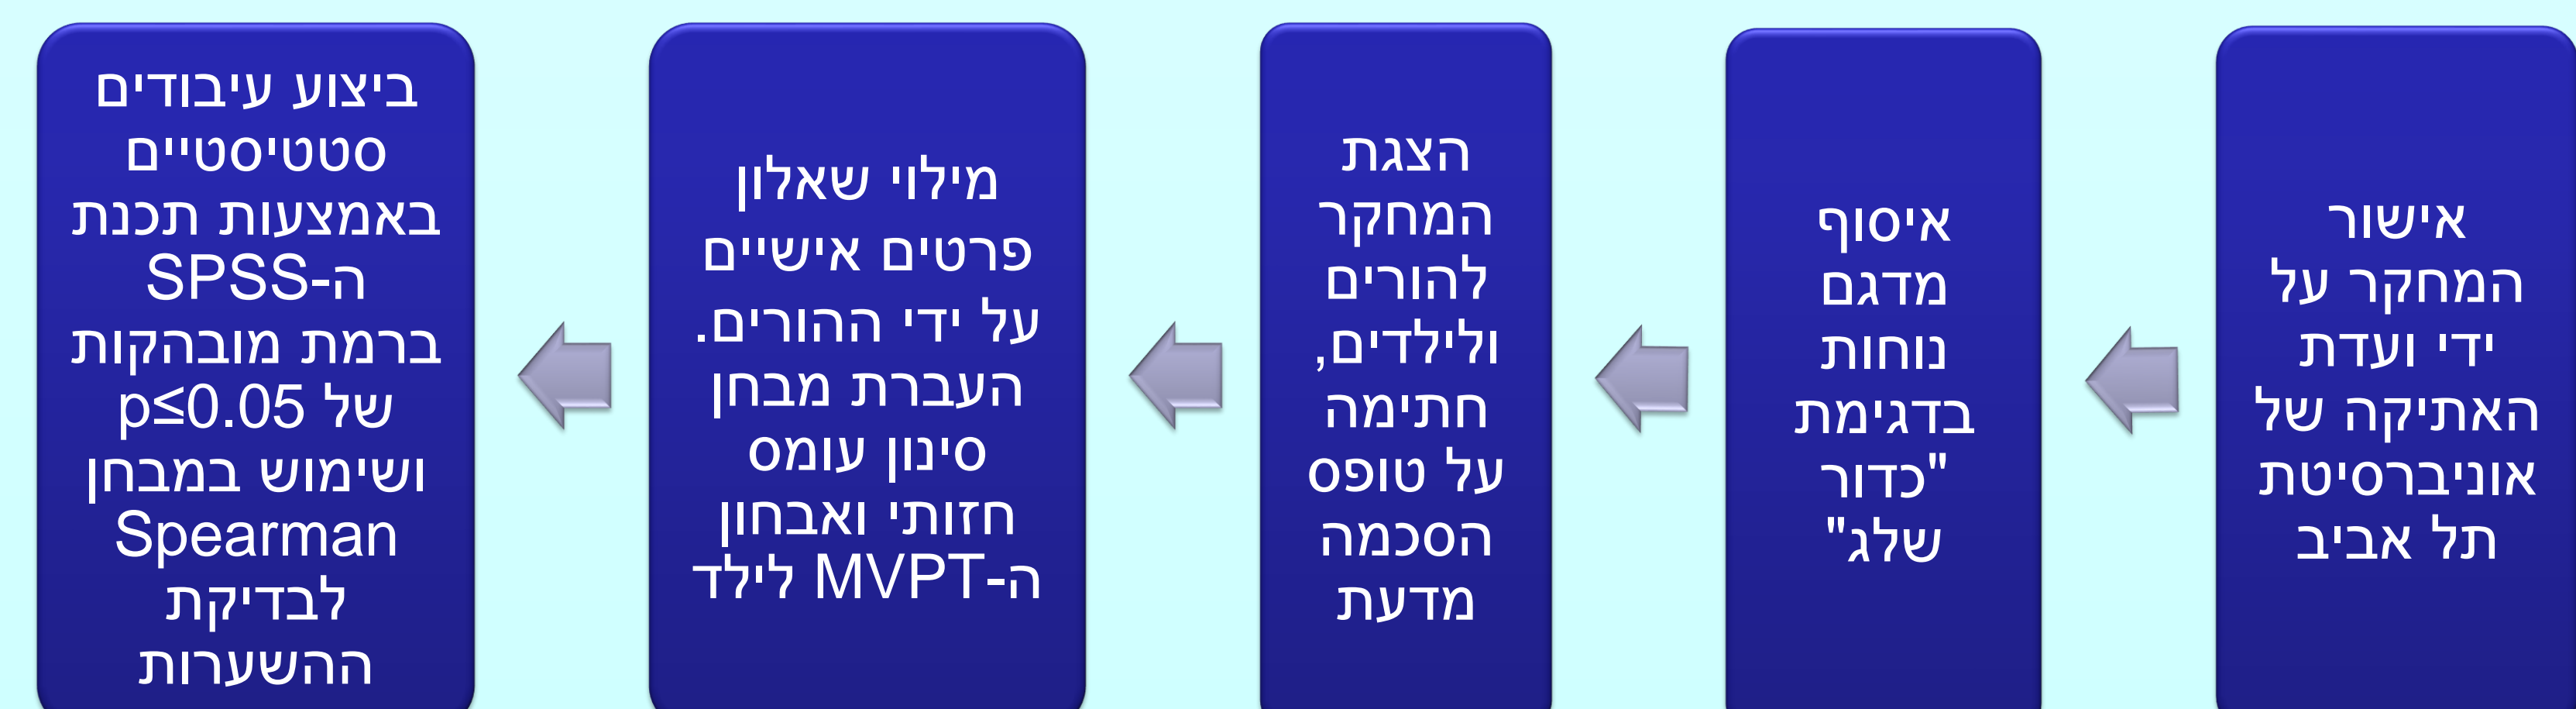 אישור
המחקר על
ידי ועדת
האתיקה של
אוניברסיטת
תל אביב
איסוף
מדגם
נוחות
בדגימת
"כדור
שלג"
הצגת
המחקר
להורים
ולילדים,
חתימה
על טופס
הסכמה
מדעת
מילוי שאלון
פרטים אישיים
על ידי ההורים.
העברת מבחן
סינון עומס
חזותי ואבחון
ה-MVPT לילד
ביצוע עיבודים
סטטיסטיים
באמצעות תכנת
ה-SPSS
ברמת מובהקות
של p≤0.05
ושימוש במבחן
Spearman
לבדיקת
ההשערות